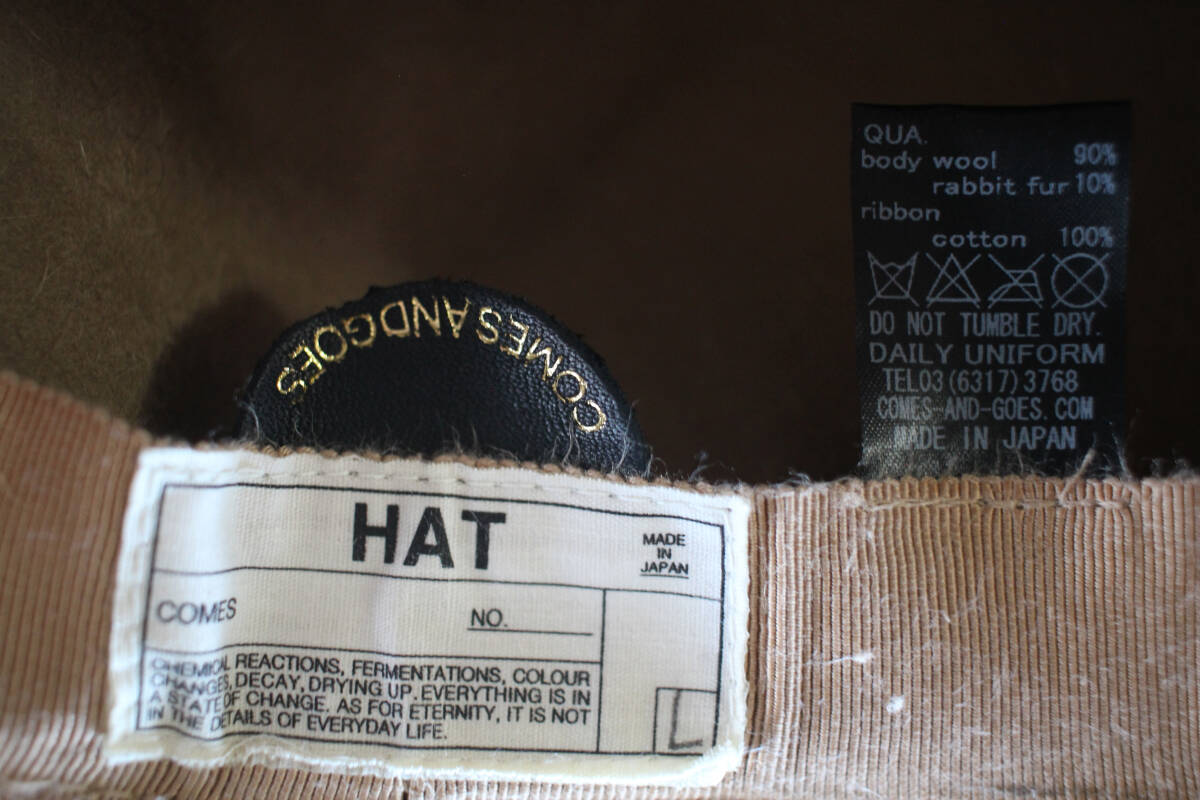 QUA.
body wool 90%
rabbit fur 10%
ribbon
cotton 100%
DO NOT TUMBLE DRY.
DAILY UNIFORM
TEL03(6317)3768
COMES-AND-GOES.COM
MADE IN JAPAN
COMES AND GOES
HAT
MADE
IN
JAPAN
COMES
NO.
CHEMICAL REACTIONS, FERMENTATIONS, COLOUR
CHANGES, DECAY, DRYING UP. EVERYTHING IS IN
A STATE OF CHANGE. AS FOR ETERNITY, IT IS NOT
IN THE DETAILS OF EVERYDAY LIFE.
L